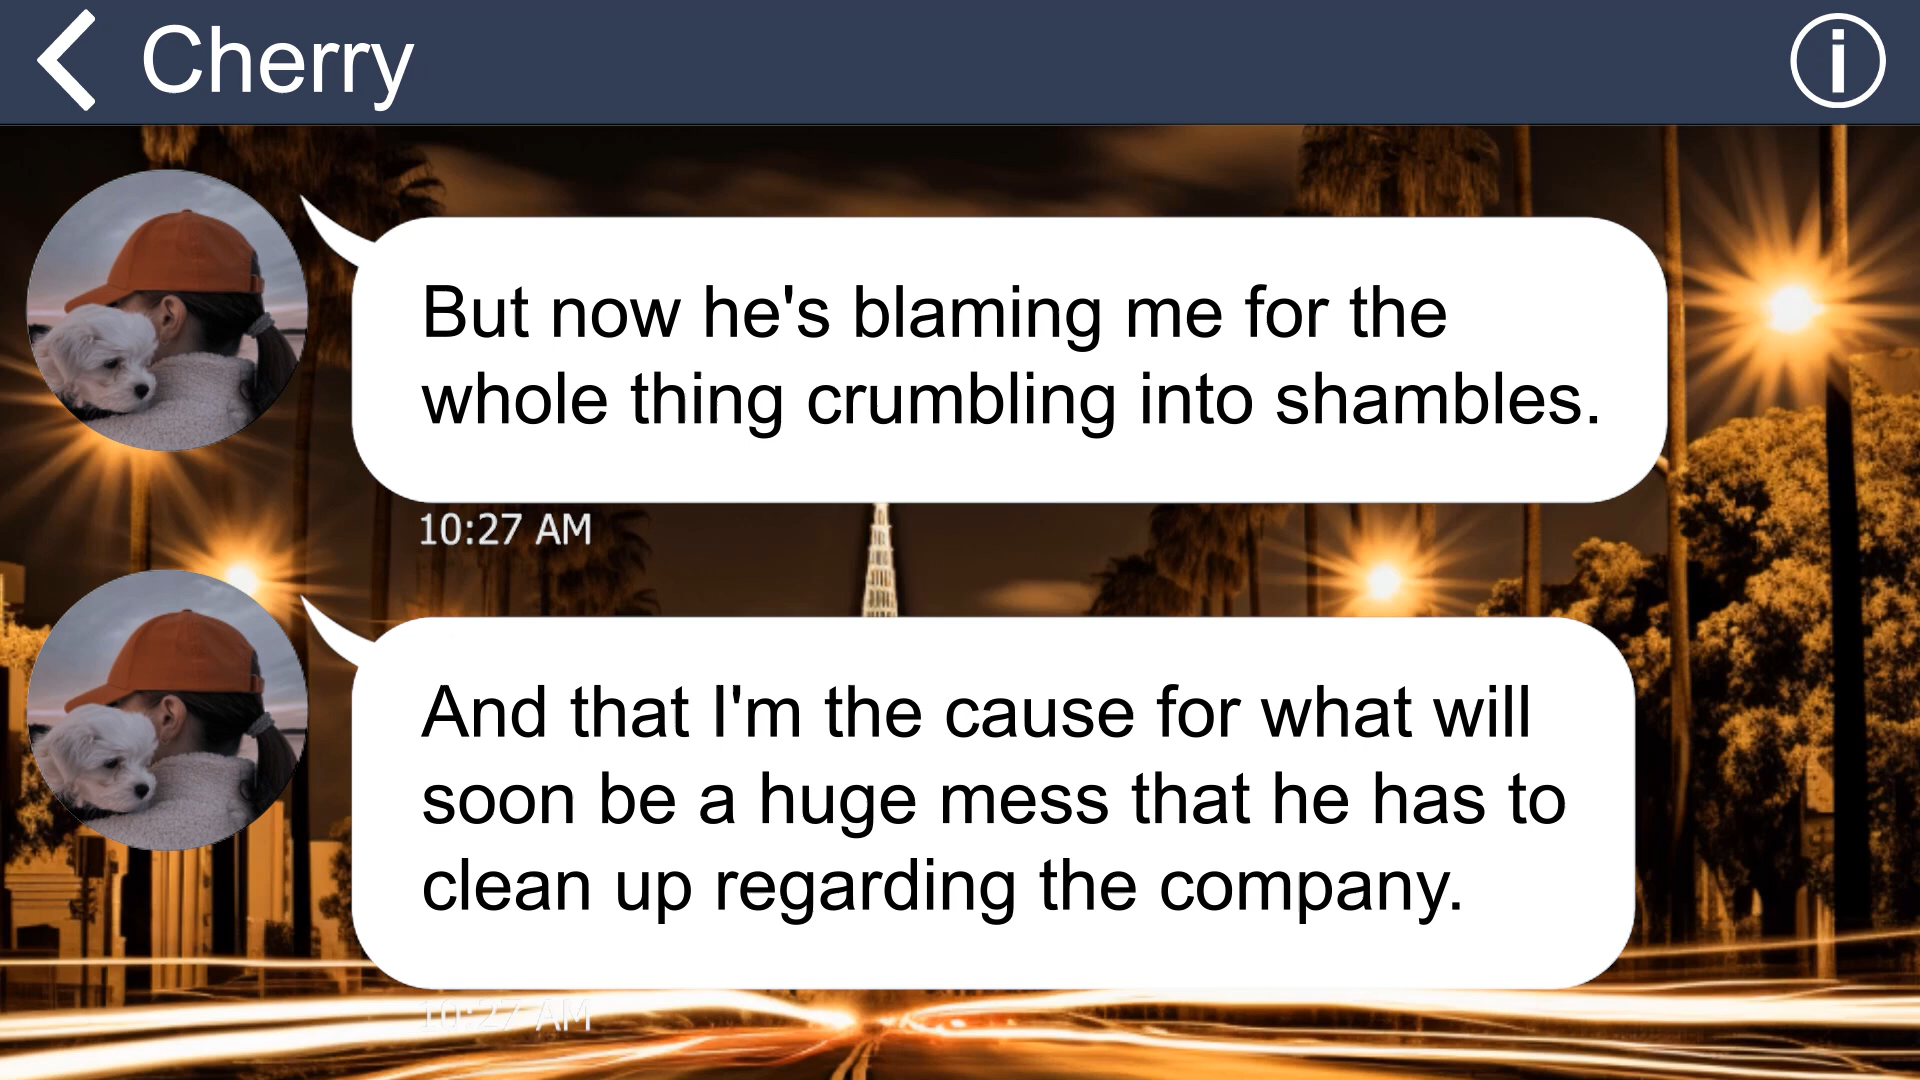 Cherry
But now he's blaming me for the
whole thing crumbling into shambles.
10:27 AM
And that I'm the cause for what will
soon be a huge mess that he has to
clean up regarding the company.
10:27 AM